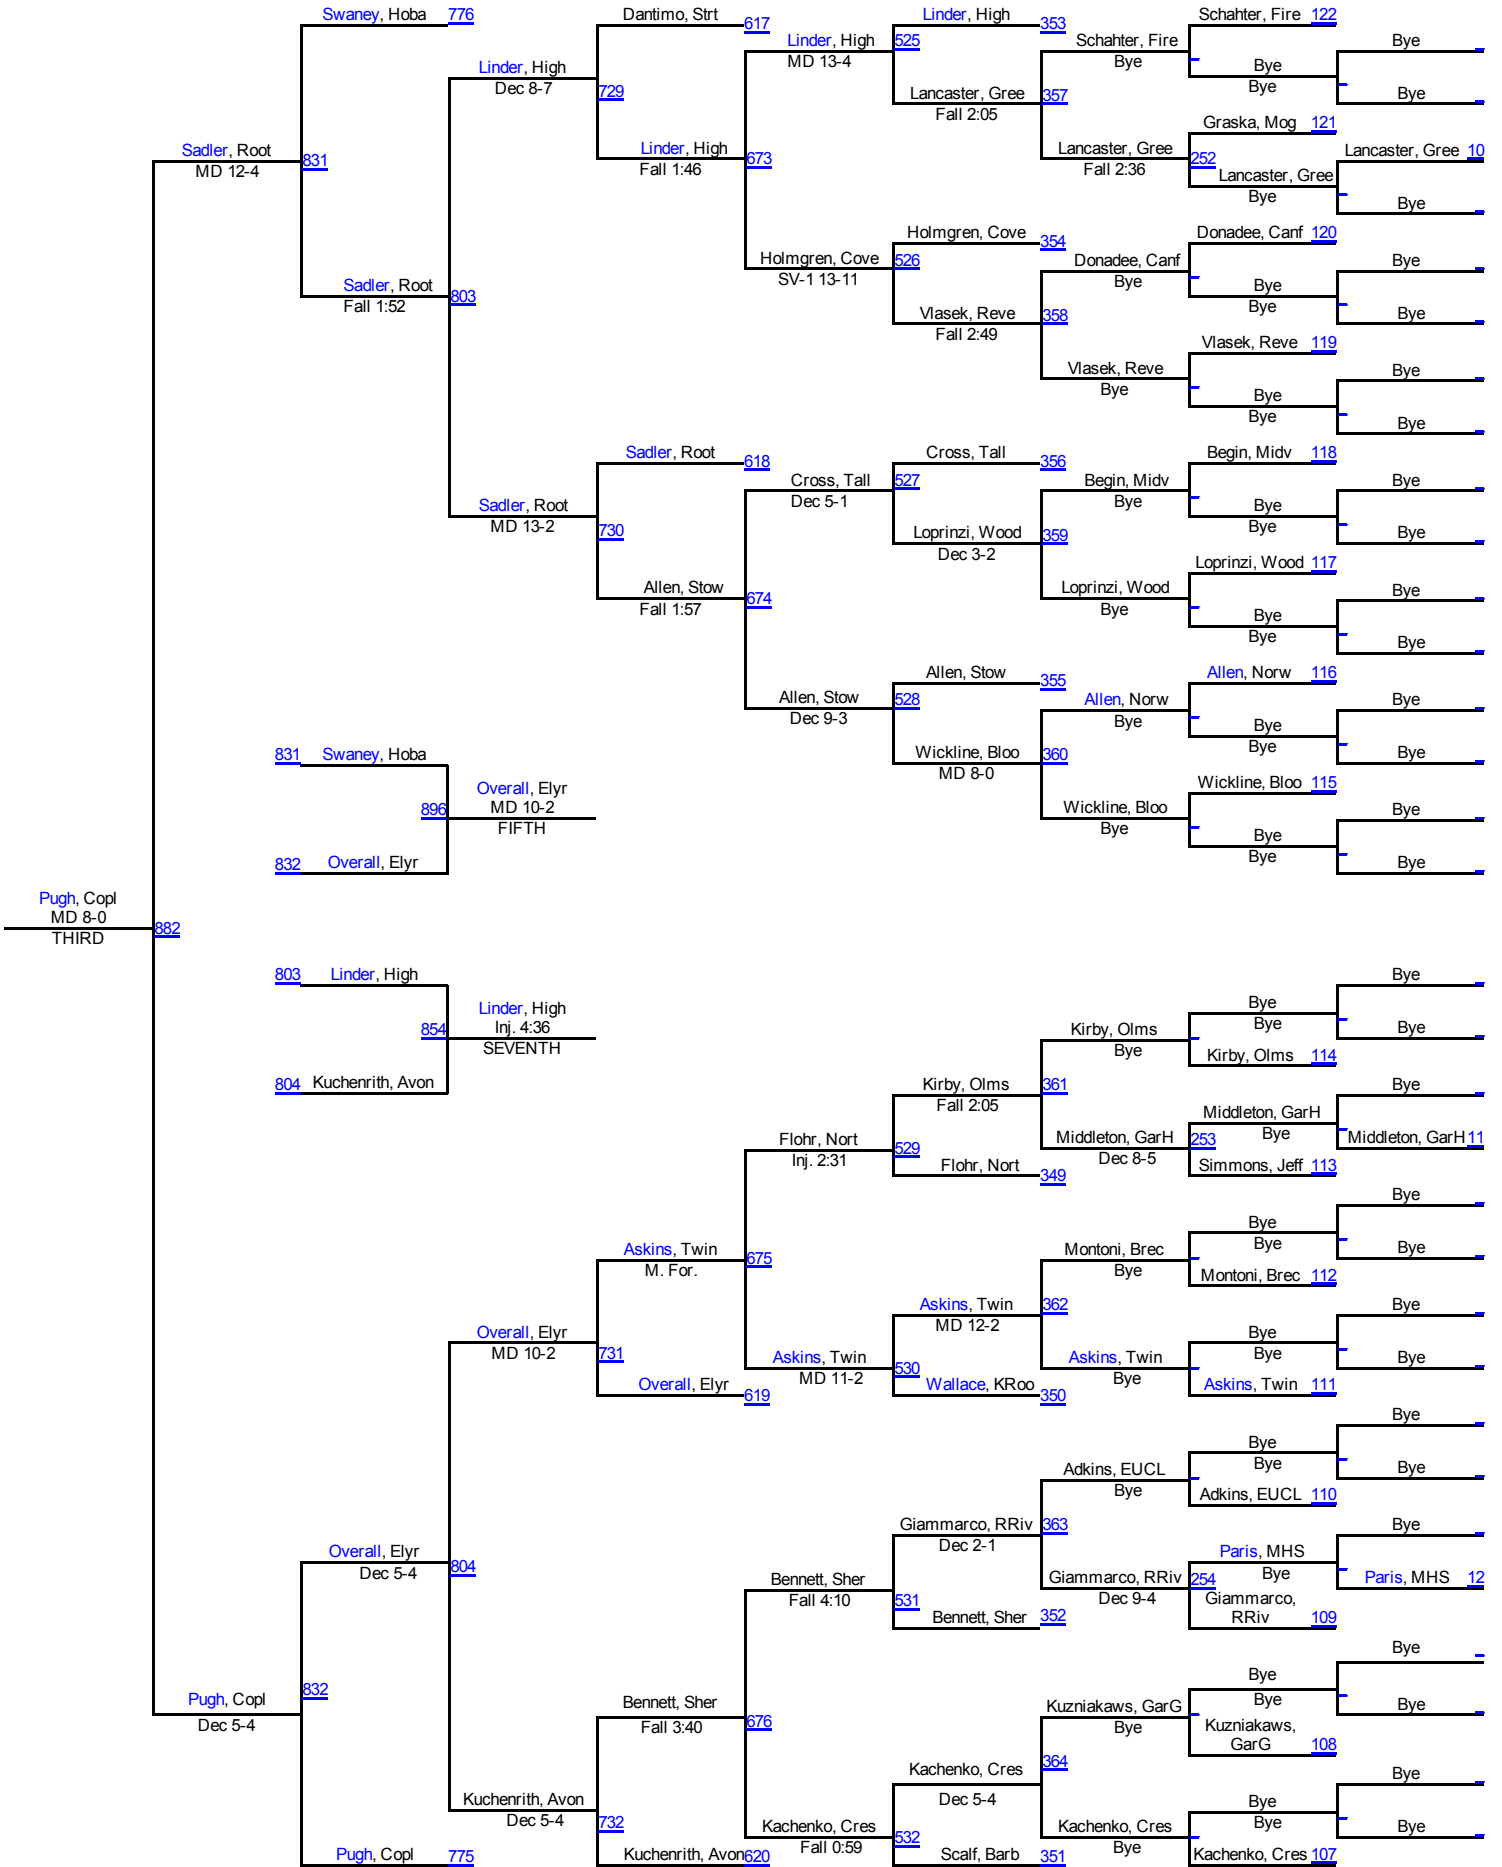 Swaney, Hoba 776
Dantimo, Strt 617
Linder, High 353
Schahter, Fire 122
Linder, High 525
MD 13-4
Schahter, Fire
Bye
Bye
Linder, High
Dec 8-7
Bye
Bye
729
Lancaster, Gree 357
Fall 2:05
Bye
Graska, Mog 121
Sadler, Root
MD 12-4
831
Linder, High
Fall 1:46
673
Lancaster, Gree
Fall 2:36
252
Lancaster, Gree 10
Lancaster, Gree
Bye
Bye
Holmgren, Cove 354
Donadee, Canf 120
Holmgren, Cove 526
SV-1 13-11
Donadee, Canf
Bye
Bye
Sadler, Root
Fall 1:52
803
Bye
Bye
Vlasek, Reve 358
Fall 2:49
Bye
Vlasek, Reve 119
Vlasek, Reve
Bye
Bye
Bye
Bye
Bye
Sadler, Root 618
Cross, Tall 356
Begin, Midv 118
Cross, Tall 527
Dec 5-1
Begin, Midv
Bye
Bye
Sadler, Root
MD 13-2
730
Bye
Bye
Loprinzi, Wood 359
Dec 3-2
Bye
Loprinzi, Wood 117
Allen, Stow
Fall 1:57
674
Loprinzi, Wood
Bye
Bye
Bye
Bye
Bye
Allen, Stow 355
Allen, Norw 116
Allen, Stow 528
Dec 9-3
Allen, Norw
Bye
Bye
Bye
Bye
831 Swaney, Hoba
Wickline, Bloo 360
MD 8-0
Bye
Overall, Elyr
896 MD 10-2
FIFTH
Wickline, Bloo 115
Wickline, Bloo
Bye
Bye
Bye
Bye
832 Overall, Elyr
Bye
Pugh, Copl
MD 8-0
THIRD
882
803 Linder, High
Bye
Linder, High
854 Inj. 4:36
SEVENTH
Bye
Bye
Kirby, Olms
Bye
Bye
Kirby, Olms 114
804 Kuchenrith, Avon
Kirby, Olms 361
Fall 2:05
Bye
Middleton, GarH
Bye
Flohr, Nort
Inj. 2:31
529
Middleton, GarH
Dec 8-5
253
Middleton, GarH 11
Flohr, Nort 349
Simmons, Jeff 113
Bye
Bye
Bye
Askins, Twin
M. For.
675
Montoni, Brec
Bye
Bye
Montoni, Brec 112
Askins, Twin 362
MD 12-2
Bye
Overall, Elyr
MD 10-2
731
Bye
Bye
Askins, Twin 530
MD 11-2
Askins, Twin
Bye
Bye
Overall, Elyr 619
Wallace, KRoo 350
Askins, Twin 111
Bye
Bye
Bye
Adkins, EUCL
Bye
Bye
Adkins, EUCL 110
Giammarco, RRiv 363
Dec 2-1
Bye
Overall, Elyr
Dec 5-4
804
Paris, MHS
Bye
Bennett, Sher
Fall 4:10
531
Giammarco, RRiv
Dec 9-4
254
Paris, MHS 12
Bennett, Sher 352
Giammarco,
RRiv 109
Bye
Bye
Bye
Pugh, Copl
Dec 5-4
832
Bennett, Sher
Fall 3:40
676
Kuzniakaws, GarG
Bye
Bye
Kuzniakaws,
GarG 108
Kachenko, Cres 364
Dec 5-4
Bye
Kuchenrith, Avon
Dec 5-4
732
Bye
Bye
Kachenko, Cres 532
Fall 0:59
Kachenko, Cres
Bye
Bye
Pugh, Copl 775
Kuchenrith, Avon 620
Scalf, Barb 351
Kachenko, Cres 107